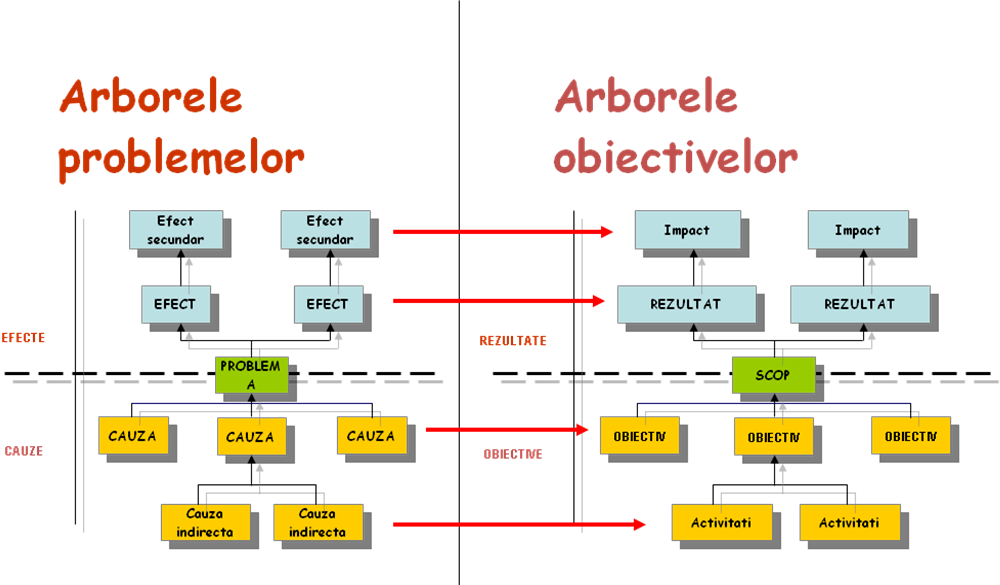 Arborele
problemelor
Efect
secundar
Efect
secundar
EFECT
EFECT
EFECTE
PROBLEM
A
CAUZA
CAUZA
CAUZA
CAUZE
Cauza
indirecta
Cauza
indirecta
Arborele
obiectivelor
Impact
Impact
REZULTAT
REZULTAT
REZULTATE
SCOP
OBIECTIV
OBIECTIV
OBIECTIV
OBIECTIVE
Activitati
Activitati